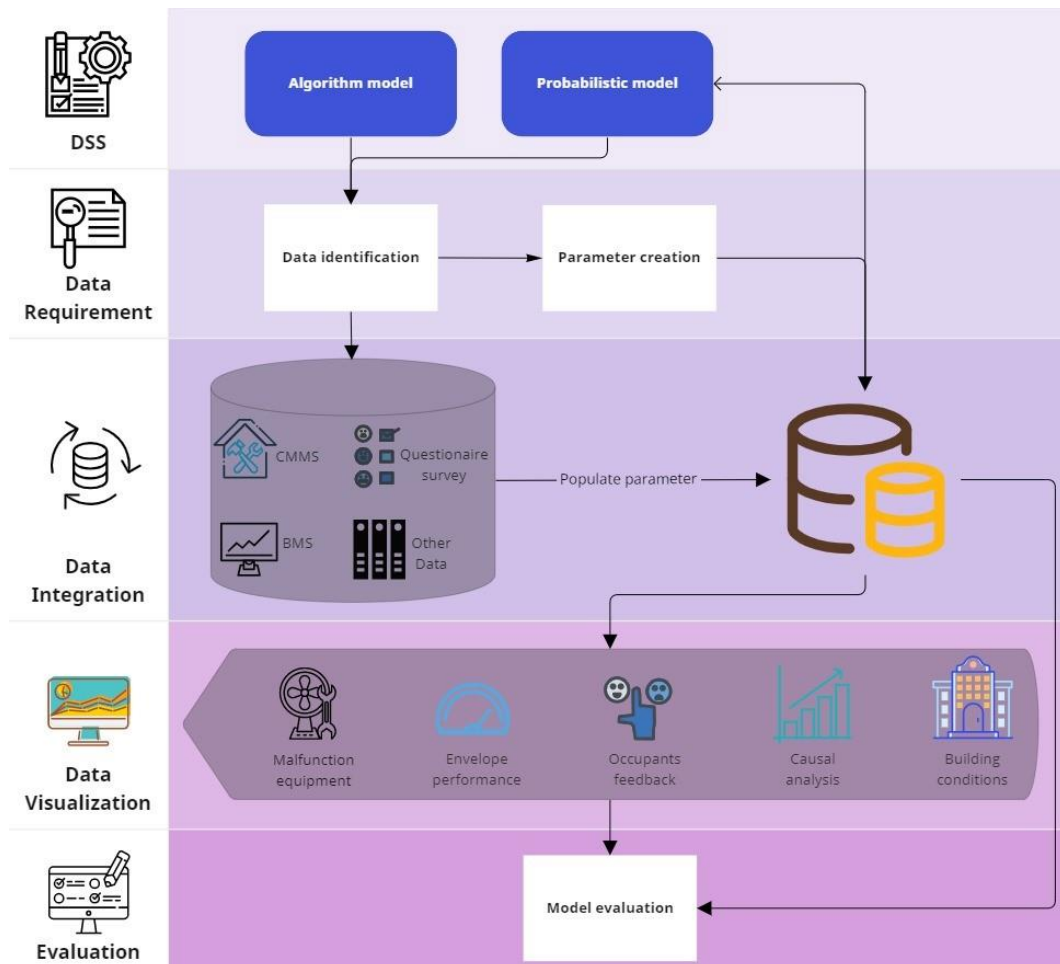 DSS
Algorithm model
Probabilistic model
Data
Requirement
Data identification
Parameter creation
Data
Integration
CMMS
Questionaire
survey
BMS
Other
Data
Populate parameter
Data
Visualization
Malfunction
equipment
Envelope
performance
Occupants
feedback
Causal
analysis
Building
conditions
Evaluation
Model evaluation